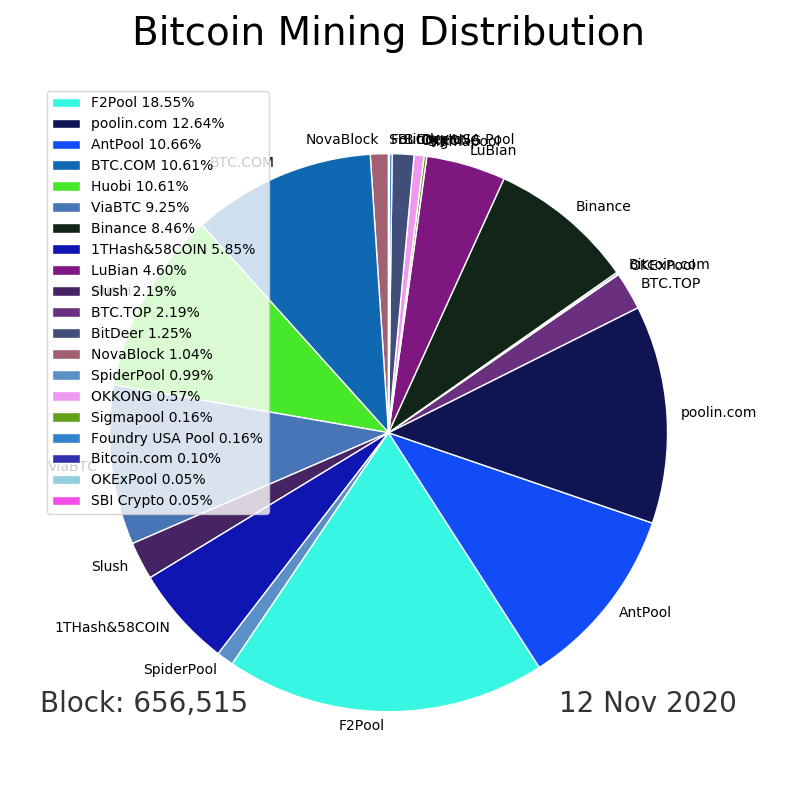 Bitcoin Mining Distribution
F2Pool 18.55%
poolin.com 12.64%
AntPool 10.66%
BTC.COM 10.61%
Huobi 10.61%
ViaBTC 9.25%
Binance 8.46%
1THash&58COIN 5.85%
LuBian 4.60%
Slush 2.19%
BTC.TOP 2.19%
BitDeer 1.25%
NovaBlock 1.04%
SpiderPool 0.99%
OKKONG 0.57%
Sigmapool 0.16%
Foundry USA Pool 0.16%
Bitcoin.com 0.10%
OKExPool 0.05%
SBI Crypto 0.05%
NovaBlock
BTC.COM
LuBian
Binance
Bitcoin.com
OKExPool
BTC.TOP
poolin.com
ViaBTC
Slush
AntPool
1THash&58COIN
SpiderPool
F2Pool
Block: 656,515
12 Nov 2020